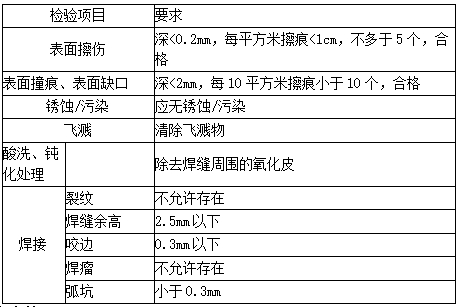 检验项目 要求
表面擦伤 深<0.2mm，每平方米擦痕<1cm，不多于5个，合格
表面撞痕、表面缺口 深<2mm，每10平方米擦痕小于10个，合格
锈蚀/污染 应无锈蚀/污染
飞溅 清除飞溅物
酸洗、钝化处理 除去焊缝周围的氧化皮
焊接 裂纹 不允许存在
焊缝余高 2.5mm以下
咬边 0.3mm以下
焊瘤 不允许存在
弧坑 小于0.3mm